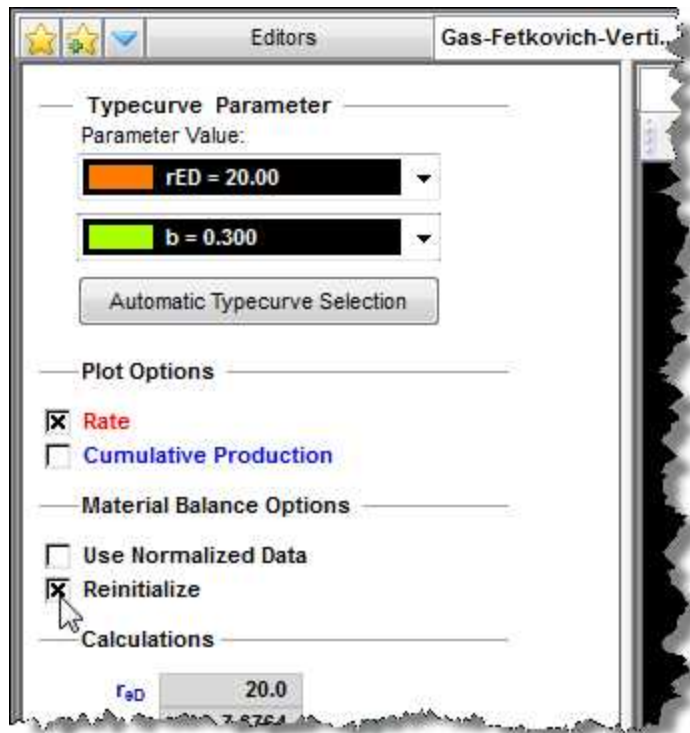 Editors
Gas-Fetkovich-Verti...
Typecurve Parameter
Parameter Value:
rED = 20.00
b = 0.300
Automatic Typecurve Selection
Plot Options
Rate
Cumulative Production
Material Balance Options
Use Normalized Data
Reinitialize
Calculations
reD 20.0